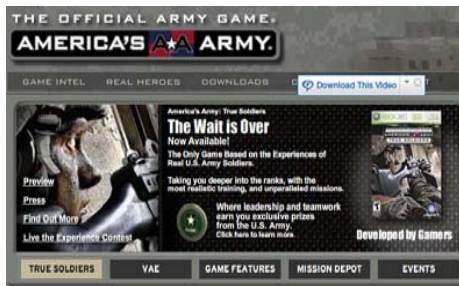 THE OFFICIAL ARMY GAME.
AMERICA'S AA ARMY.
GAME INTEL REAL HEROES DOWNLOADS
Download This Video
America's Army: True Soldiers
The Wait is Over
Now Available!
The Only Game Based on the Experiences of
Real U.S. Army Soldiers.
Taking you deeper into the ranks, with the
most realistic training, and unparalleled missions.
Where leadership and teamwork
earn you exclusive prizes
from the U.S. Army.
Click here to learn more.
Preview
Press
Find Out More
Live the Experience Contest
XBOX 360
TRUE SOLDIERS
Developed by Gamers
TRUE SOLDIERS VAE GAME FEATURES MISSION DEPOT EVENTS